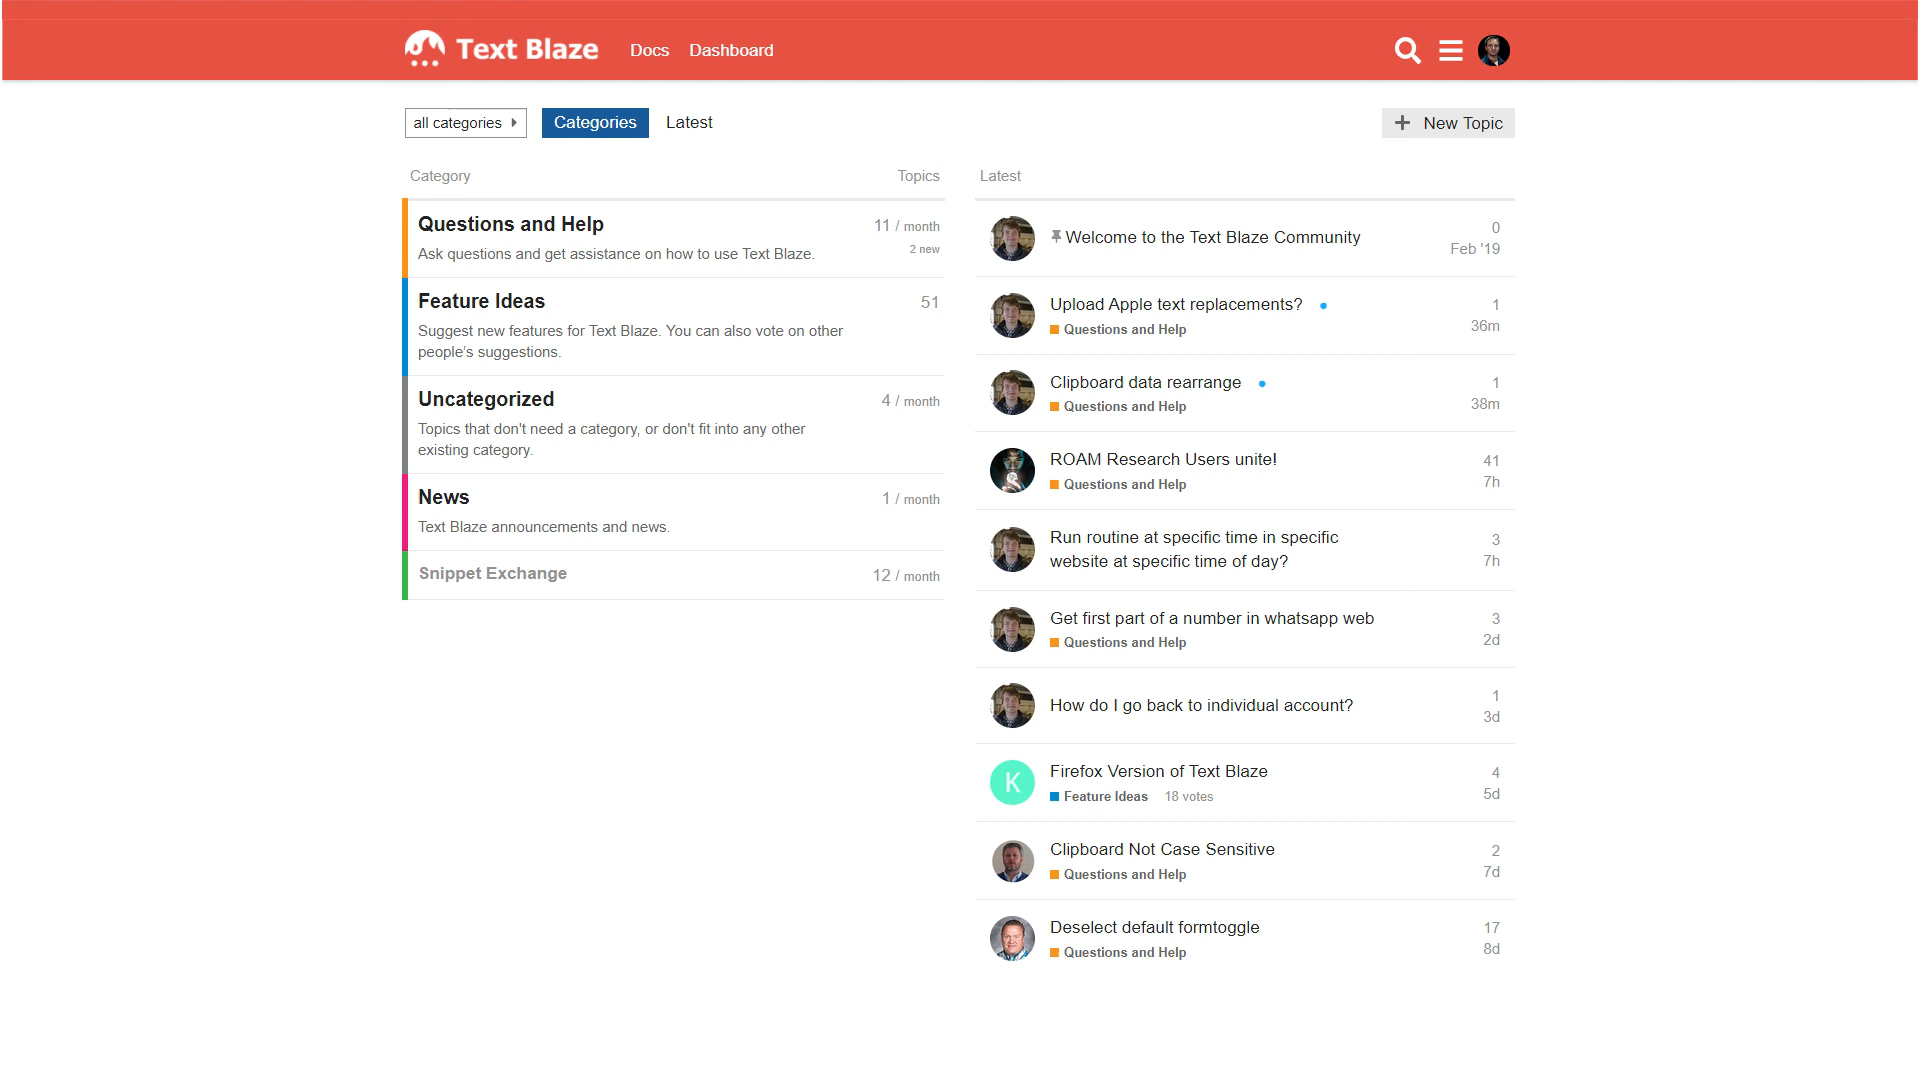 Text Blaze
Docs
Dashboard
all categories
Categories
Latest
New Topic
Category
Topics
Questions and Help
11 / month
Ask questions and get assistance on how to use Text Blaze.
2 new
Feature Ideas
51
Suggest new features for Text Blaze. You can also vote on other
people’s suggestions.
Uncategorized
4 / month
Topics that don't need a category, or don't fit into any other
existing category.
News
1 / month
Text Blaze announcements and news.
Snippet Exchange
12 / month
Latest
Welcome to the Text Blaze Community
0
Feb '19
Upload Apple text replacements?
1
Questions and Help
36m
Clipboard data rearrange
1
Questions and Help
38m
ROAM Research Users unite!
41
Questions and Help
7h
Run routine at specific time in specific
3
website at specific time of day?
7h
Get first part of a number in whatsapp web
3
Questions and Help
2d
How do I go back to individual account?
1
3d
K
Firefox Version of Text Blaze
4
Feature Ideas
18 votes
5d
Clipboard Not Case Sensitive
2
Questions and Help
7d
Deselect default formtoggle
17
Questions and Help
8d